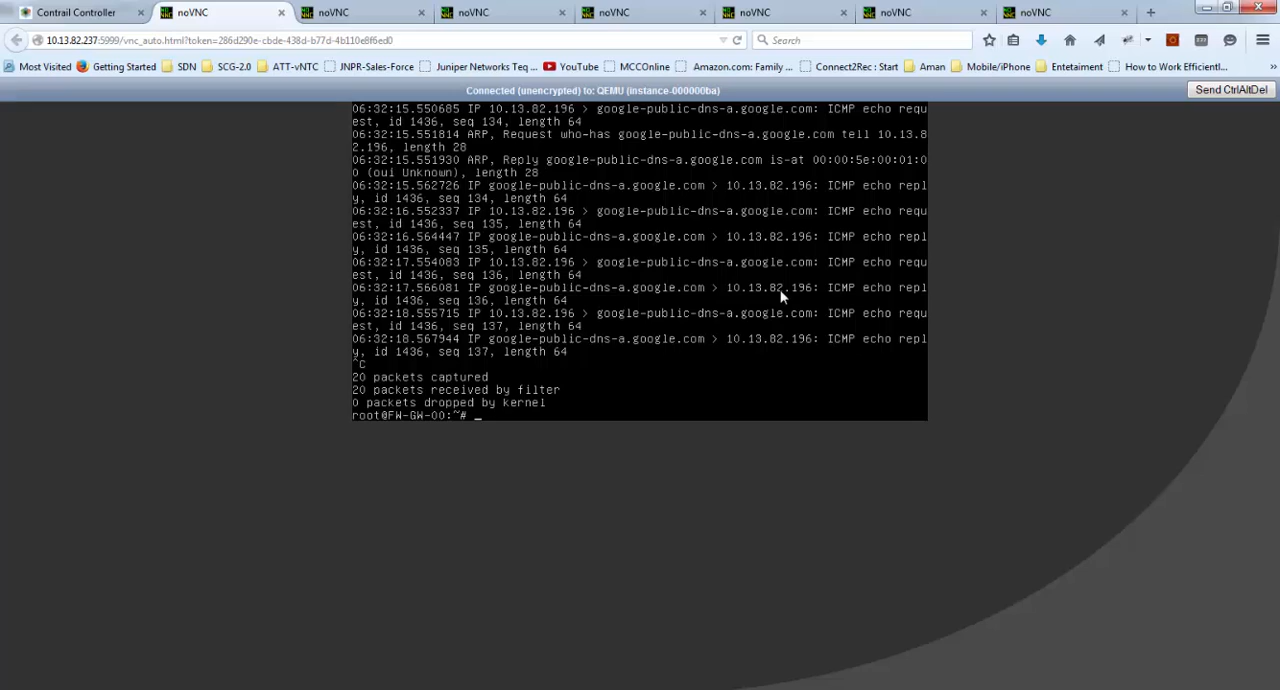 Contrail Controller
noVNC
noVNC
noVNC
noVNC
noVNC
noVNC
noVNC
10.13.82.237:5999/vnc_auto.html?token=286d290e-cbde-438d-b77d-4b110e8f6ed0
Search
Most Visited
Getting Started
SDN
SCG-2.0
ATT-vNTC
JNPR-Sales-Force
Juniper Networks Teq ...
YouTube
MCCOnline
Amazon.com: Family ...
Connect2Rec : Start
Aman
Mobile/iPhone
Entetaiment
How to Work Efficientl...
Connected (unencrypted) to: QEMU (instance-000000ba)
Send CtrlAltDel
06:32:15.550685 IP 10.13.82.196 > google-public-dns-a.google.com: ICMP echo requ
est, id 1436, seq 134, length 64
06:32:15.551814 ARP, Request who-has google-public-dns-a.google.com tell 10.13.8
2.196, length 28
06:32:15.551930 ARP, Reply google-public-dns-a.google.com is-at 00:00:5e:00:01:0
0 (oui Unknown), length 28
06:32:15.562726 IP google-public-dns-a.google.com > 10.13.82.196: ICMP echo repl
y, id 1436, seq 134, length 64
06:32:16.552337 IP 10.13.82.196 > google-public-dns-a.google.com: ICMP echo requ
est, id 1436, seq 135, length 64
06:32:16.564447 IP google-public-dns-a.google.com > 10.13.82.196: ICMP echo repl
y, id 1436, seq 135, length 64
06:32:17.554083 IP 10.13.82.196 > google-public-dns-a.google.com: ICMP echo requ
est, id 1436, seq 136, length 64
06:32:17.566081 IP google-public-dns-a.google.com > 10.13.82.196: ICMP echo repl
y, id 1436, seq 136, length 64
06:32:18.555715 IP 10.13.82.196 > google-public-dns-a.google.com: ICMP echo requ
est, id 1436, seq 137, length 64
06:32:18.567944 IP google-public-dns-a.google.com > 10.13.82.196: ICMP echo repl
y, id 1436, seq 137, length 64
^C
20 packets captured
20 packets received by filter
0 packets dropped by kernel
root@FW-GW-00:~# _